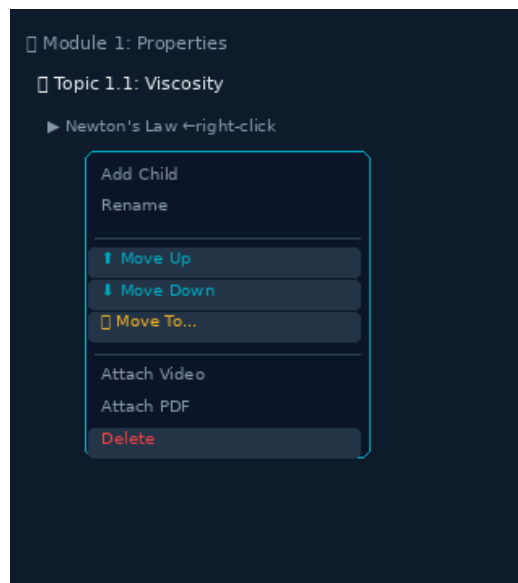 ▯ Module 1: Properties
▯ Topic 1.1: Viscosity
▶ Newton's Law ←right-click
Add Child
Rename
⬆ Move Up
⬇ Move Down
▯ Move To...
Attach Video
Attach PDF
Delete